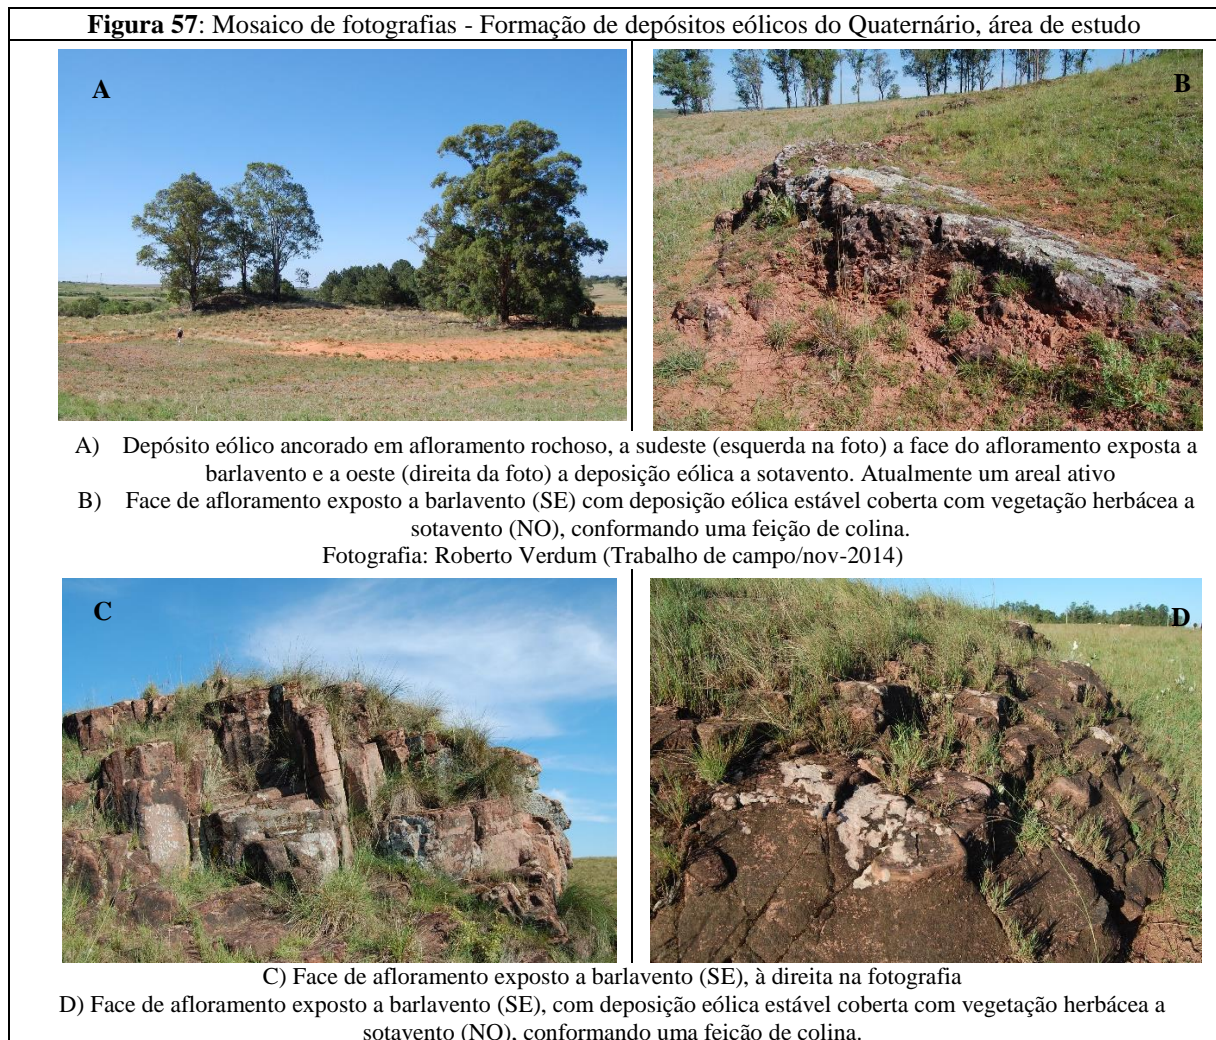 Figura 57: Mosaico de fotografias - Formação de depósitos eólicos do Quaternário, área de estudo
A
B
A) Depósito eólico ancorado em afloramento rochoso, a sudeste (esquerda na foto) a face do afloramento exposta a
barlavento e a oeste (direita da foto) a deposição eólica a sotavento. Atualmente um areal ativo
B) Face de afloramento exposto a barlavento (SE) com deposição eólica estável coberta com vegetação herbácea a
sotavento (NO), conformando uma feição de colina.
Fotografia: Roberto Verdum (Trabalho de campo/nov-2014)
C
D
C) Face de afloramento exposto a barlavento (SE), à direita na fotografia
D) Face de afloramento exposto a barlavento (SE), com deposição eólica estável coberta com vegetação herbácea a
sotavento (NO), conformando uma feição de colina.